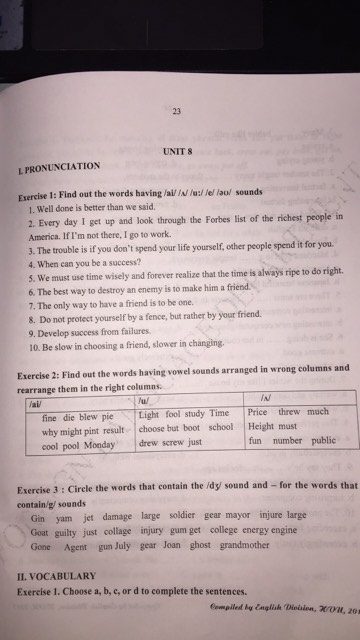 23
UNIT 8
I. PRONUNCIATION
Exercise 1: Find out the words having /ai/ /ʌ/ /u:/ /e/ /aʊ/ sounds
1. Well done is better than we said.
2. Every day I get up and look through the Forbes list of the richest people in
America. If I'm not there, I go to work.
3. The trouble is if you don't spend your life yourself, other people spend it for you.
4. When can you be a success?
5. We must use time wisely and forever realize that the time is always ripe to do right.
6. The best way to destroy an enemy is to make him a friend.
7. The only way to have a friend is to be one.
8. Do not protect yourself by a fence, but rather by your friend.
9. Develop success from failures.
10. Be slow in choosing a friend, slower in changing.
Exercise 2: Find out the words having vowel sounds arranged in wrong columns and
rearrange them in the right columns:
/ai/ /u/ /ʌ/
fine die blew pie Light fool study Time Price threw much
why might pint result choose but boot school Height must
cool pool Monday drew screw just fun number public
Exercise 3 : Circle the words that contain the /dʒ/ sound and – for the words that
contain/g/ sounds
Gin yam jet damage large soldier gear mayor injure large
Goat guilty just collage injury gum get college energy engine
Gone Agent gun July gear Joan ghost grandmother
II. VOCABULARY
Exercise 1. Choose a, b, c, or d to complete the sentences.
Compiled by English Division,